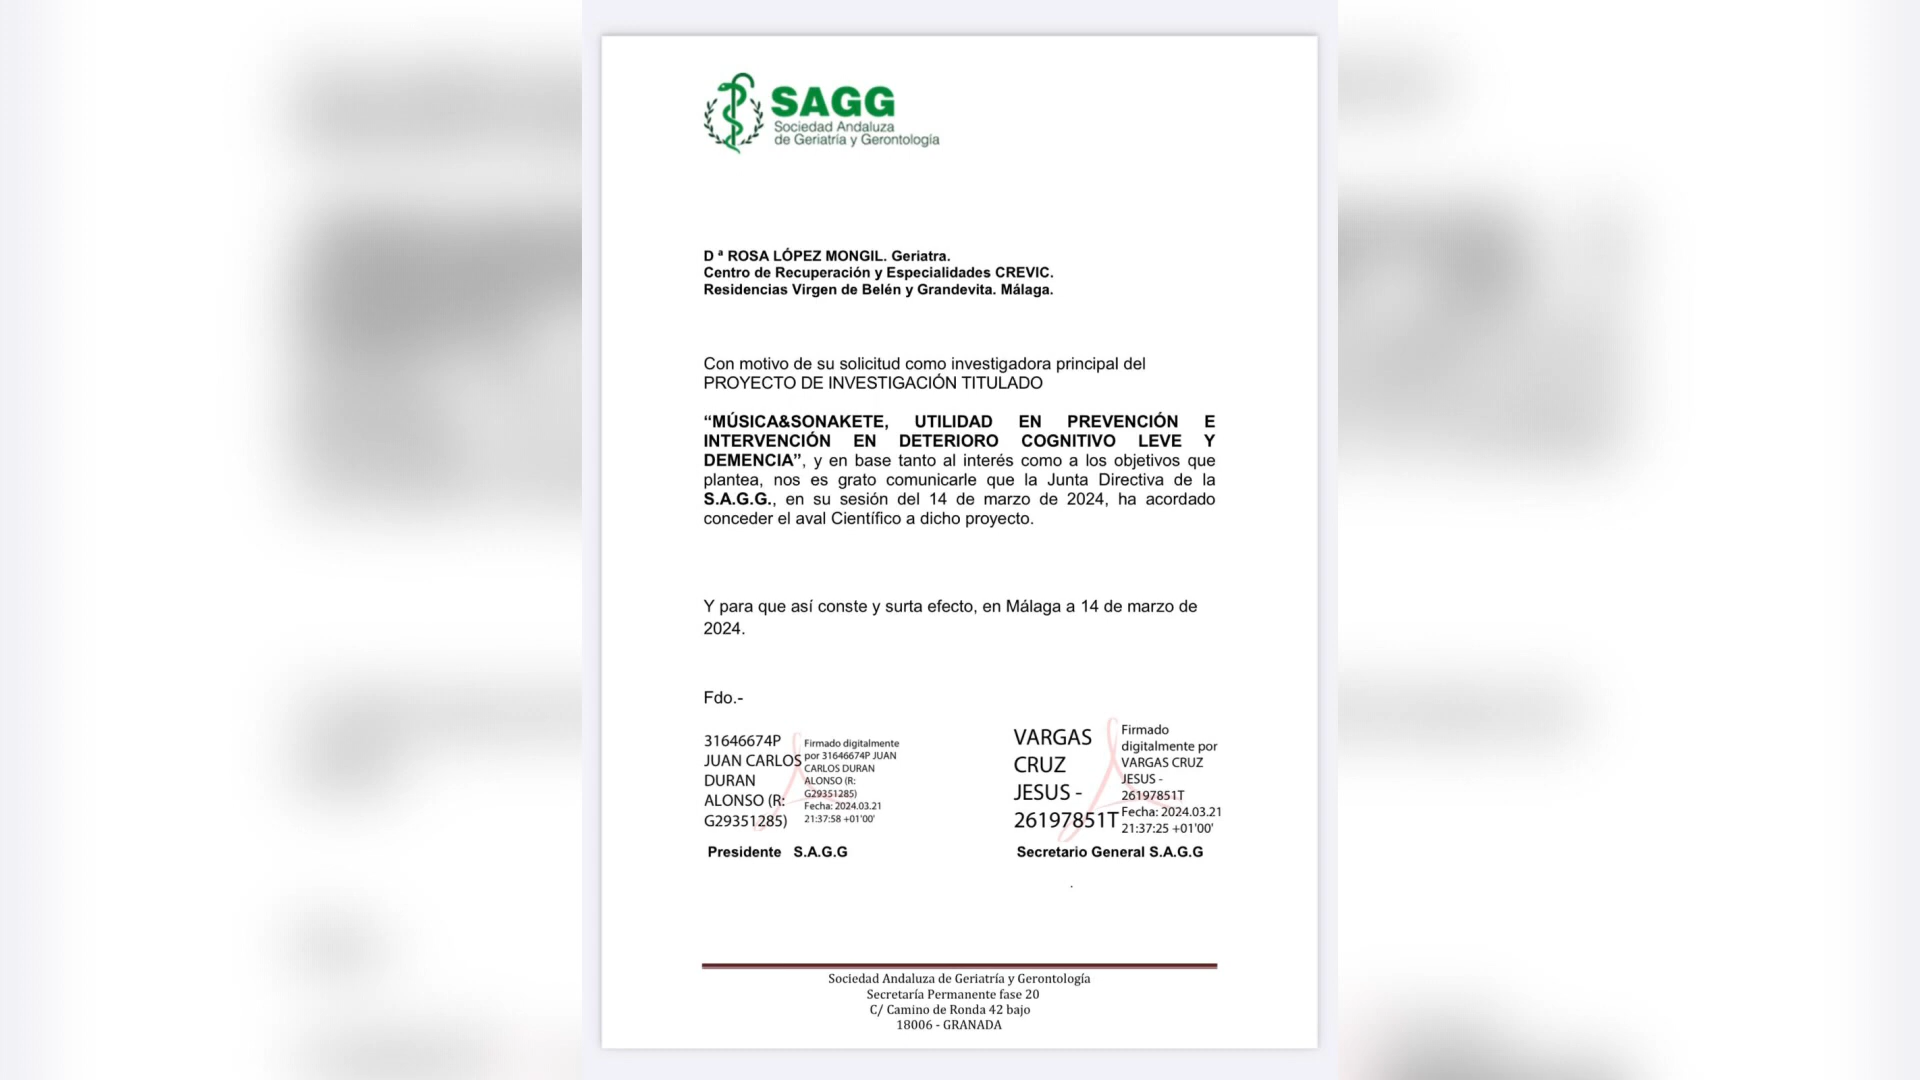 SAGG
Sociedad Andaluza
de Geriatría y Gerontología
D ª ROSA LÓPEZ MONGIL. Geriatra.
Centro de Recuperación y Especialidades CREVIC.
Residencias Virgen de Belén y Grandevita. Málaga.
Con motivo de su solicitud como investigadora principal del
PROYECTO DE INVESTIGACIÓN TITULADO
“MÚSICA&SONAKETE, UTILIDAD EN PREVENCIÓN E
INTERVENCIÓN EN DETERIORO COGNITIVO LEVE Y
DEMENCIA”, y en base tanto al interés como a los objetivos que
plantea, nos es grato comunicarle que la Junta Directiva de la
S.A.G.G., en su sesión del 14 de marzo de 2024, ha acordado
conceder el aval Científico a dicho proyecto.
Y para que así conste y surta efecto, en Málaga a 14 de marzo de
2024.
Fdo.-
31646674P
JUAN CARLOS
DURAN
ALONSO (R:
G29351285)
Firmado digitalmente
por 31646674P JUAN
CARLOS DURAN
ALONSO (R:
G29351285)
Fecha: 2024.03.21
21:37:58 +01'00'
Presidente S.A.G.G
VARGAS
CRUZ
JESUS -
26197851T
Firmado
digitalmente por
VARGAS CRUZ
JESUS -
26197851T
Fecha: 2024.03.21
21:37:25 +01'00'
Secretario General S.A.G.G
.
Sociedad Andaluza de Geriatría y Gerontología
Secretaría Permanente fase 20
C/ Camino de Ronda 42 bajo
18006 - GRANADA